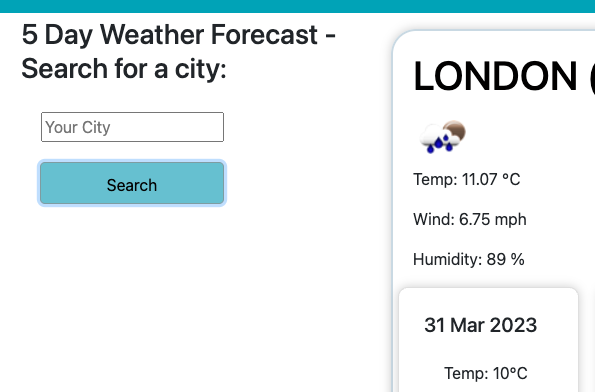 5 Day Weather Forecast -
Search for a city:
Your City
Search
LONDON (
Temp: 11.07 °C
Wind: 6.75 mph
Humidity: 89 %
31 Mar 2023
Temp: 10°C